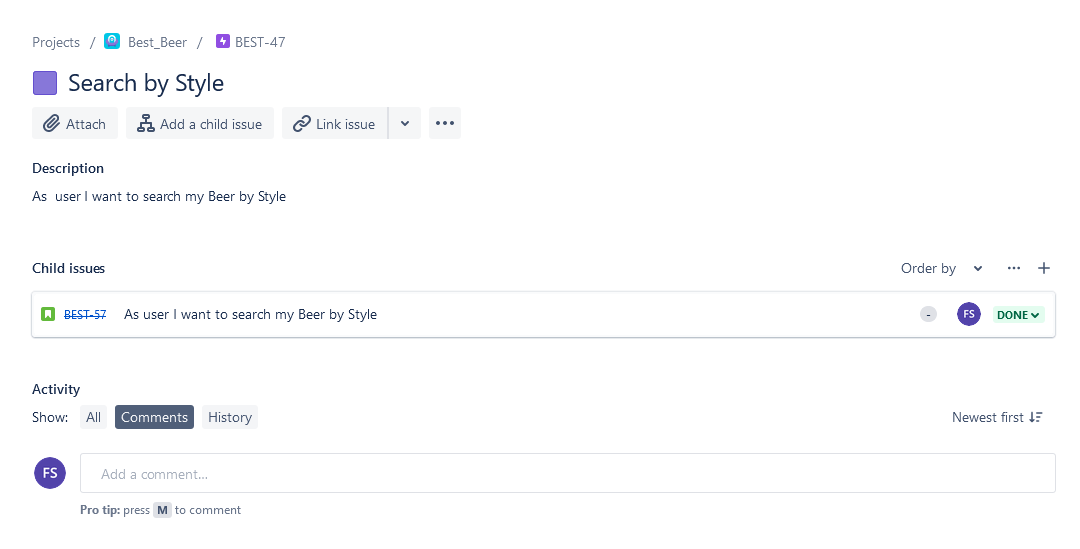 Projects / Best_Beer / BEST-47
Search by Style
Attach Add a child issue Link issue
Description
As user I want to search my Beer by Style
Child issues Order by
BEST-57 As user I want to search my Beer by Style - FS DONE
Activity
Show: All Comments History Newest first
FS Add a comment...
Pro tip: press M to comment